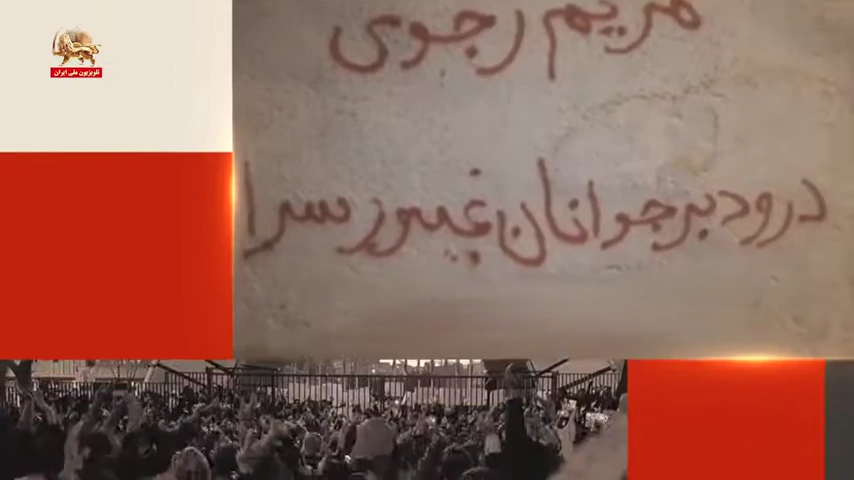 تلویزیون ملی ایران
مریم رجوی
درود بر جوانان غیور سرا